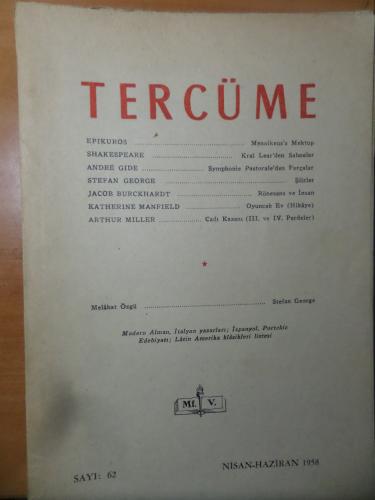 TERCÜME
EPIKUROS ................ Menoikeus'a Mektup
SHAKESPEARE ................ Kral Lear'den Sahneler
ANDRÉ GIDE ................ Symphonie Pastorale'den Parçalar
STEFAN GEORGE ................ Şiirler
JACOB BURCKHARDT ................ Rönesans ve İnsan
KATHERINE MANFIELD ................ Oyuncak Ev (Hikâye)
ARTHUR MILLER ................ Cadı Kazanı (III. ve IV. Perdeler)
*
Melâhat Özgü ................ Stefan George
Modern Alman, İtalyan yazarları; İspanyol, Portekiz
Edebiyatı; Lâtin Amerika klâsikleri listesi
Mf. V.
SAYI: 62
NİSAN-HAZİRAN 1958